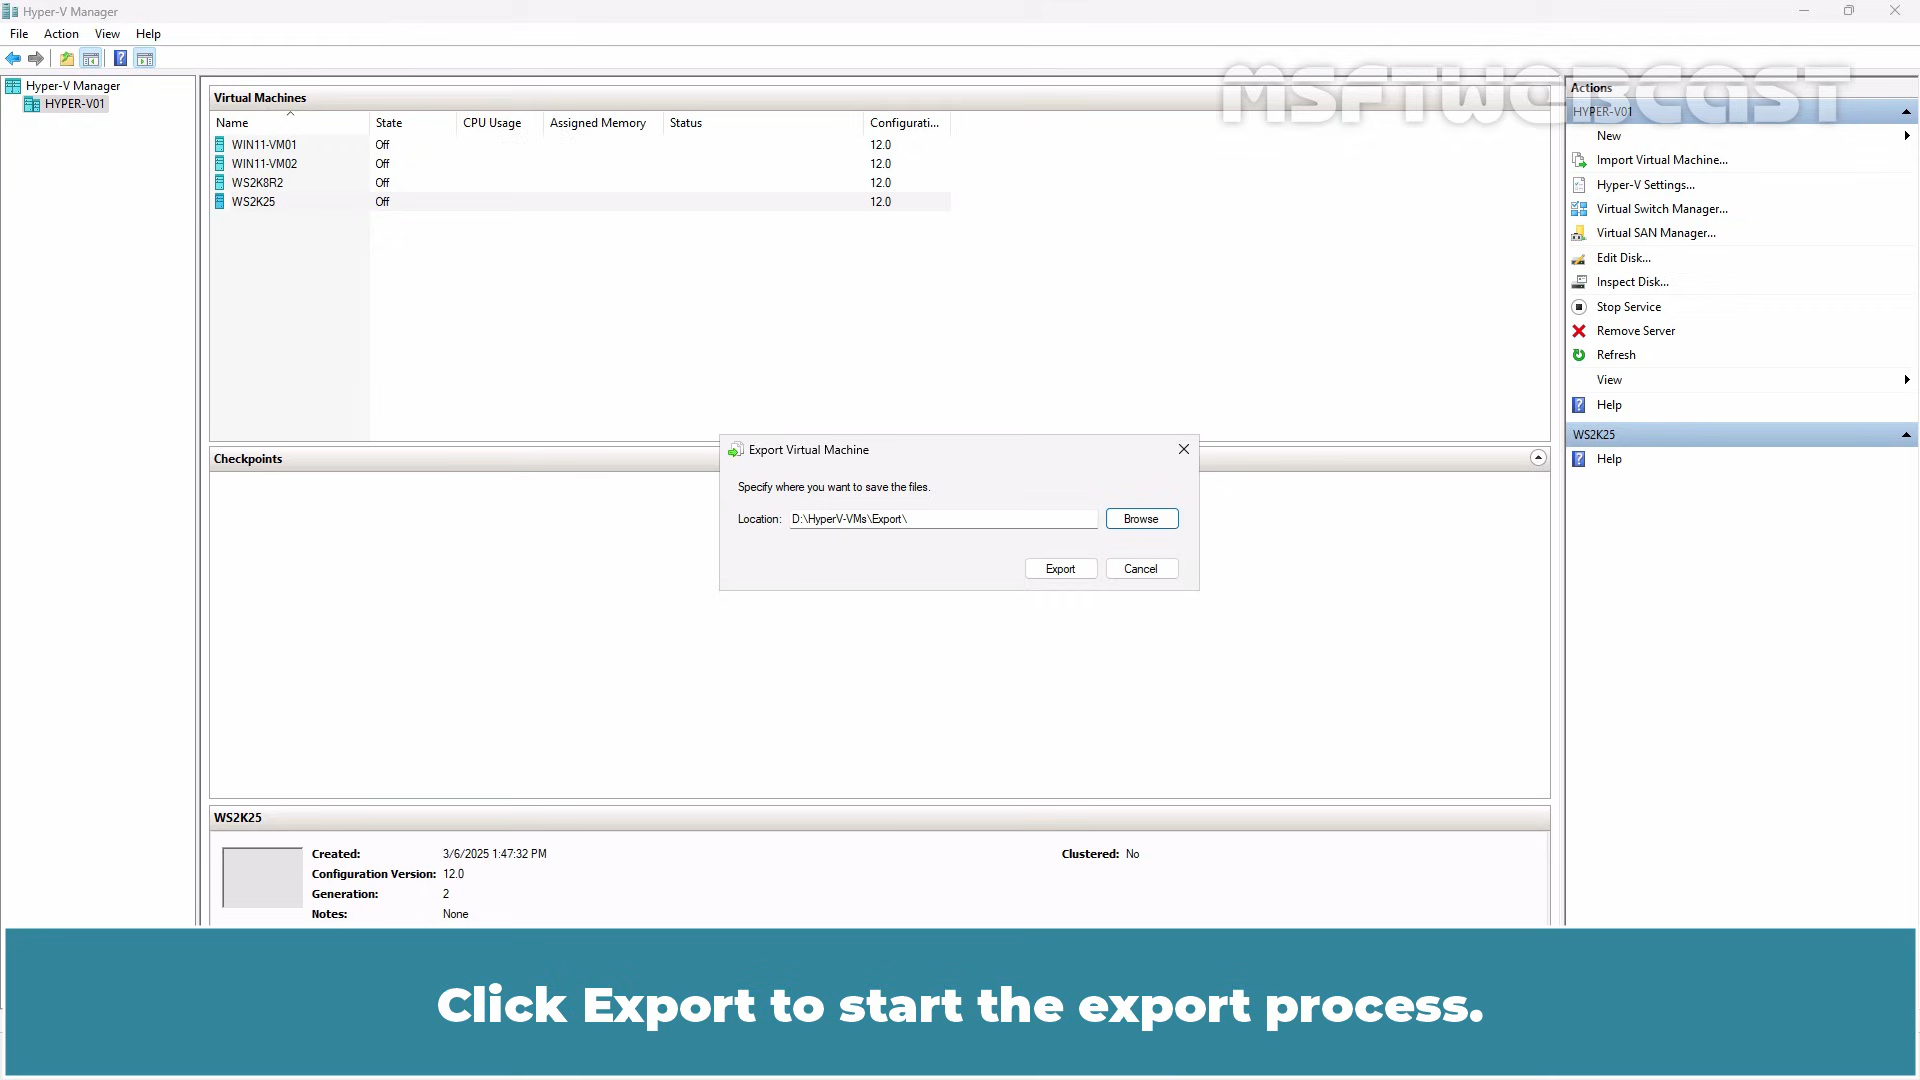 Hyper-V Manager
File Action View Help
MSFTWEBCAST
Hyper-V Manager
HYPER-V01
Virtual Machines
Name State CPU Usage Assigned Memory Status Configurati...
WIN11-VM01 Off 12.0
WIN11-VM02 Off 12.0
WS2K8R2 Off 12.0
WS2K25 Off 12.0
Checkpoints
Export Virtual Machine
Specify where you want to save the files.
Location: D:\HyperV-VMs\Export\ Browse
Export Cancel
WS2K25
Created: 3/6/2025 1:47:32 PM Clustered: No
Configuration Version: 12.0
Generation: 2
Notes: None
Actions
HYPER-V01
New
Import Virtual Machine...
Hyper-V Settings...
Virtual Switch Manager...
Virtual SAN Manager...
Edit Disk...
Inspect Disk...
Stop Service
Remove Server
Refresh
View
Help
WS2K25
Help
Click Export to start the export process.